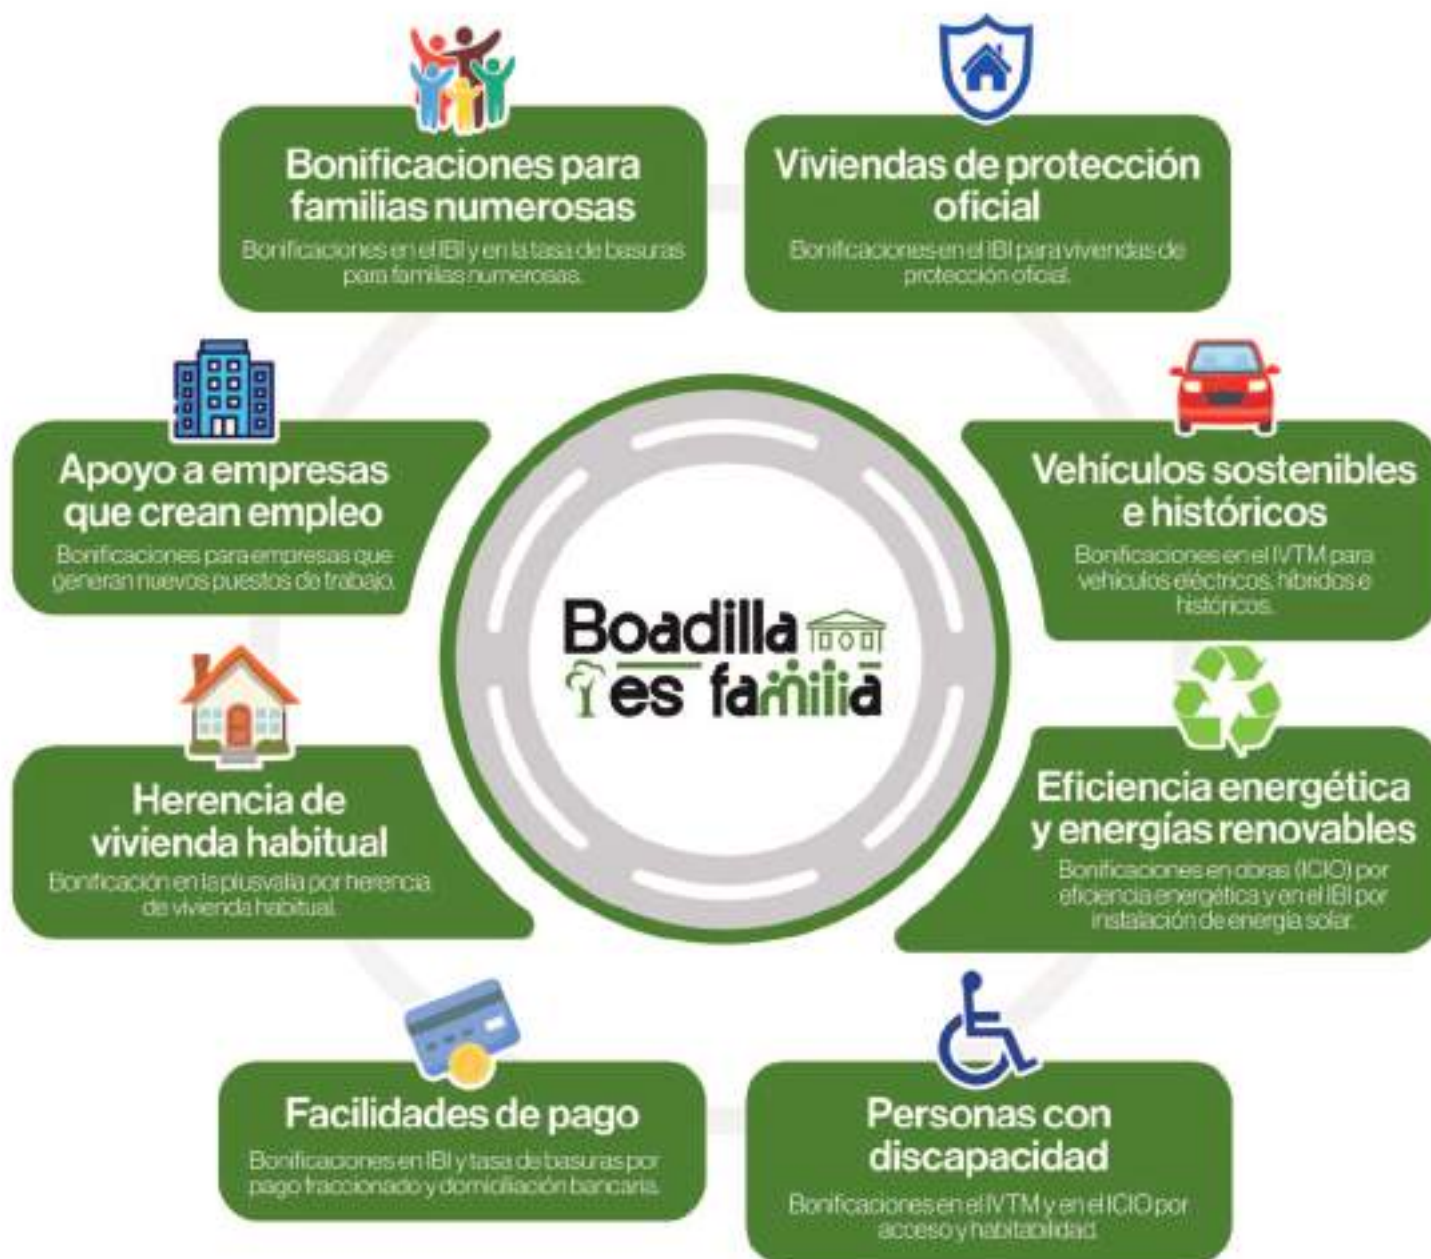 Bonificaciones para
familias numerosas
Bonificaciones en el IBI y en la tasa de basuras
para familias numerosas.
Viviendas de protección
oficial
Bonificaciones en el IBI para viviendas de
protección oficial.
Apoyo a empresas
que crean empleo
Bonificaciones para empresas que
generan nuevos puestos de trabajo.
Vehículos sostenibles
e históricos
Bonificaciones en el IVTM para
vehículos eléctricos, híbridos e
históricos.
Boadilla
es familia
Herencia de
vivienda habitual
Bonificación en la plusvalía por herencia
de vivienda habitual.
Eficiencia energética
y energías renovables
Bonificaciones en obras (ICIO) por
eficiencia energética y en el IBI por
instalación de energía solar.
Facilidades de pago
Bonificaciones en IBI y tasa de basuras por
pago fraccionado y domiciliación bancaria.
Personas con
discapacidad
Bonificaciones en el IVTM y en el ICIO por
acceso y habitabilidad.